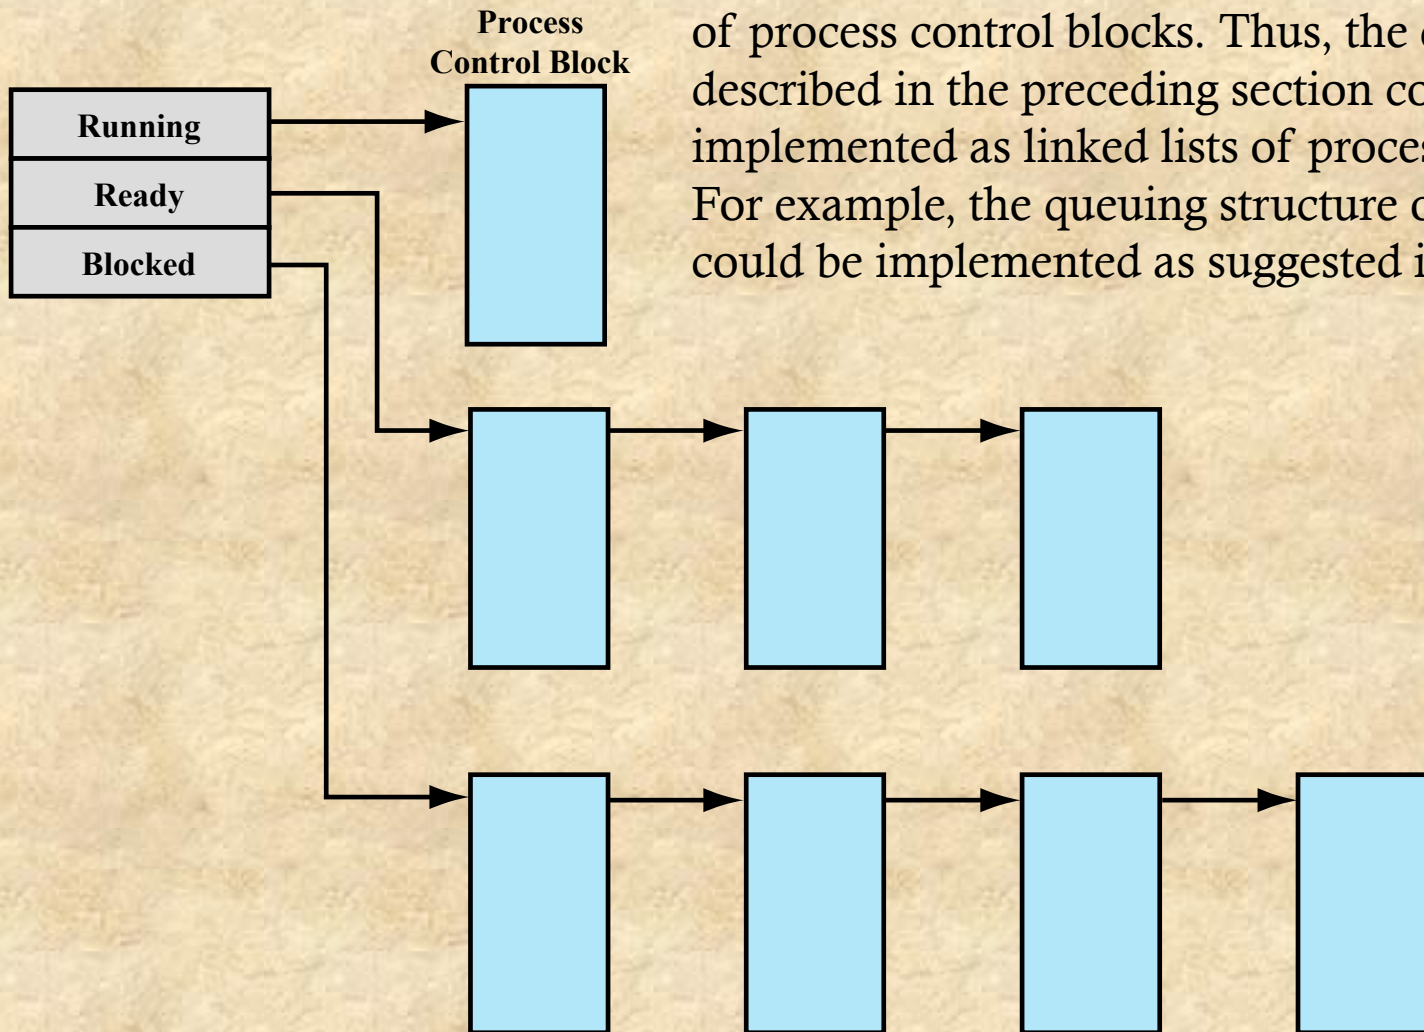 Process
Control Block
of process control blocks. Thus, the
described in the preceding section
implemented as linked lists of
For example, the queuing structure
could be implemented as suggested
Running
Ready
Blocked